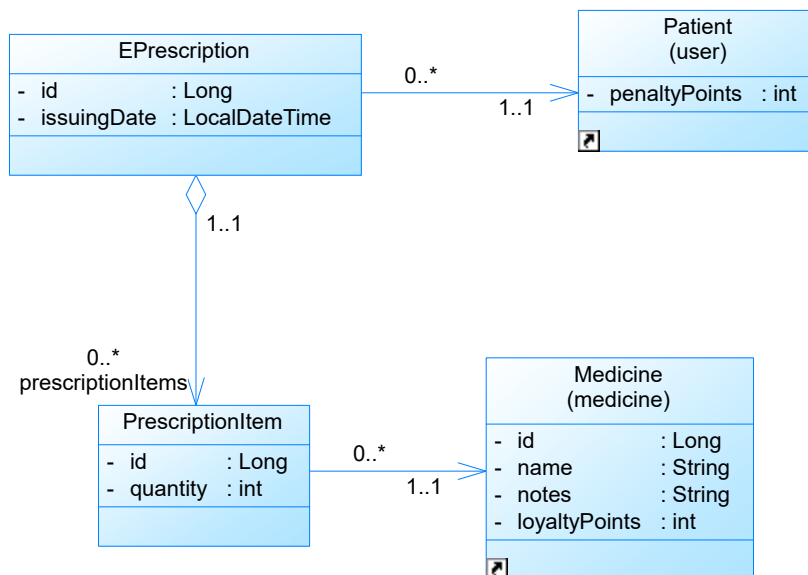 EPrescription
- id : Long
- issuingDate : LocalDateTime
0..*
1..1
Patient
(user)
- penaltyPoints : int
1..1
0..*
prescriptionItems
PrescriptionItem
- id : Long
- quantity : int
0..*
1..1
Medicine
(medicine)
- id : Long
- name : String
- notes : String
- loyaltyPoints : int